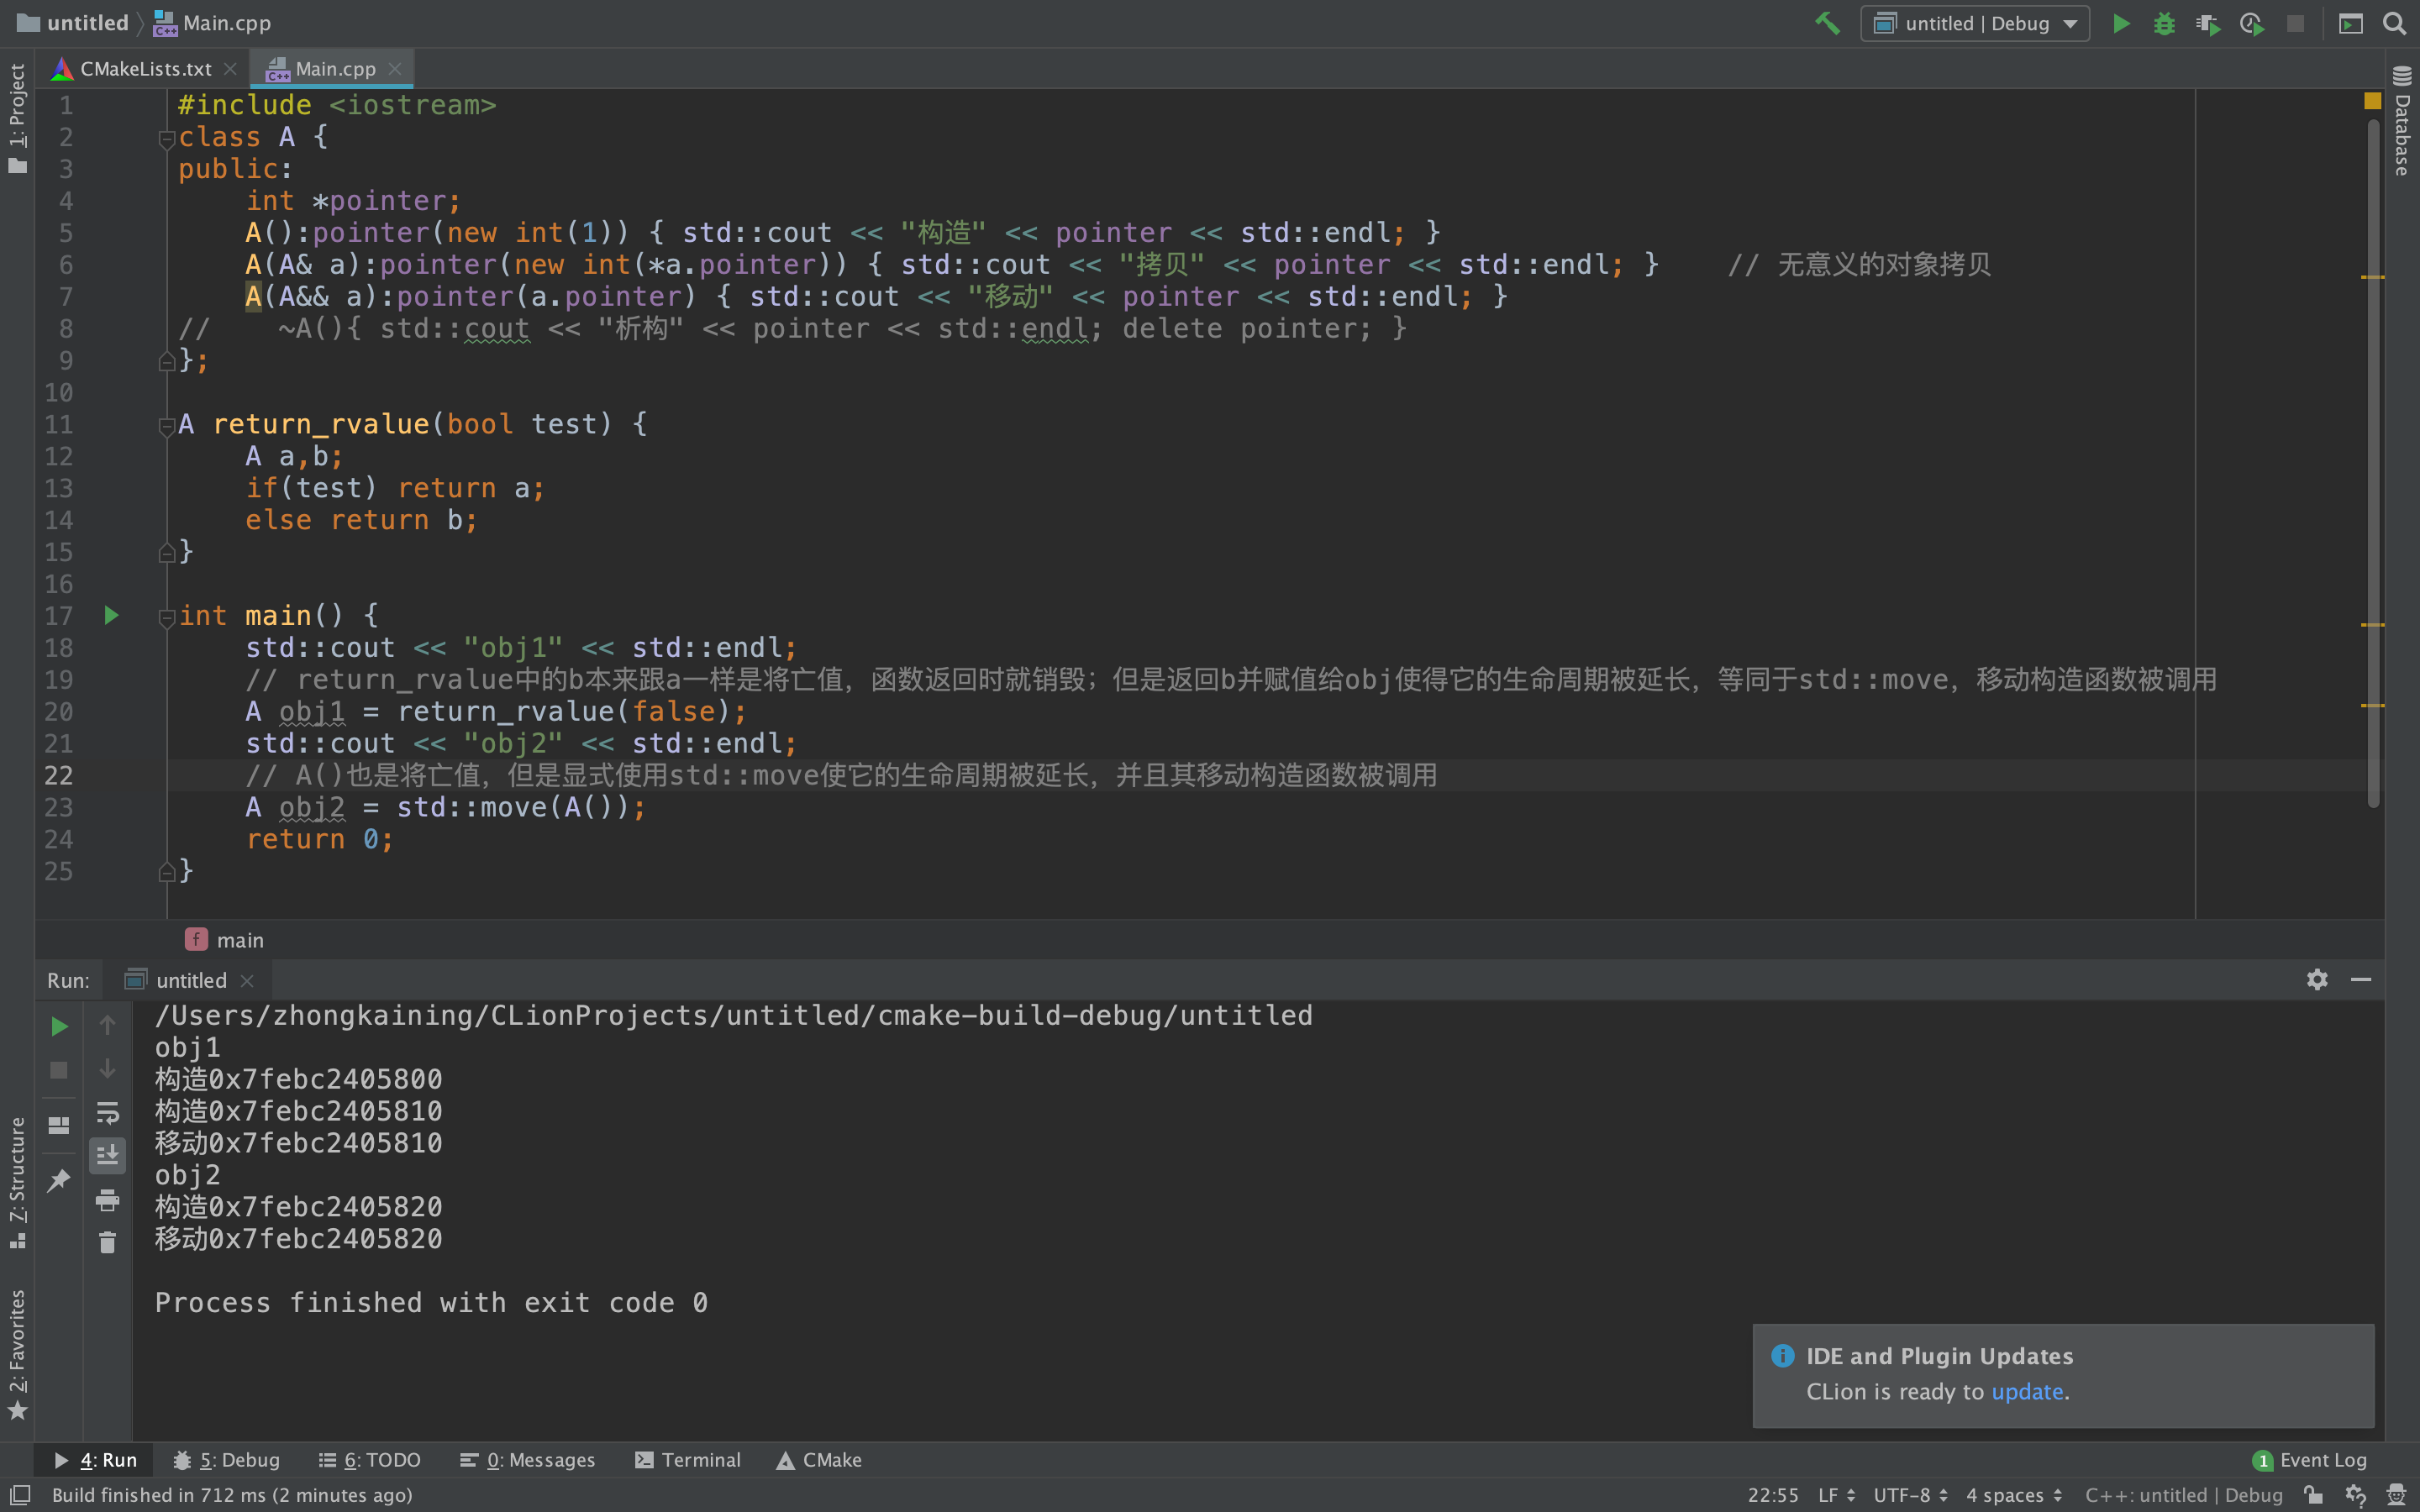 untitled Main.cpp untitled | Debug
1: Project
CMakeLists.txt Main.cpp
Database
1 #include <iostream>
2 class A {
3 public:
4     int *pointer;
5     A():pointer(new int(1)) { std::cout << "构造" << pointer << std::endl; }
6     A(A& a):pointer(new int(*a.pointer)) { std::cout << "拷贝" << pointer << std::endl; }    // 无意义的对象拷贝
7     A(A&& a):pointer(a.pointer) { std::cout << "移动" << pointer << std::endl; }
8 //    ~A(){ std::cout << "析构" << pointer << std::endl; delete pointer; }
9 };
10
11 A return_rvalue(bool test) {
12     A a,b;
13     if(test) return a;
14     else return b;
15 }
16
17 int main() {
18     std::cout << "obj1" << std::endl;
19     // return_rvalue中的b本来跟a一样是将亡值，函数返回时就销毁；但是返回b并赋值给obj使得它的生命周期被延长，等同于std::move，移动构造函数被调用
20     A obj1 = return_rvalue(false);
21     std::cout << "obj2" << std::endl;
22     // A()也是将亡值，但是显式使用std::move使它的生命周期被延长，并且其移动构造函数被调用
23     A obj2 = std::move(A());
24     return 0;
25 }
f main
Run: untitled
/Users/zhongkaining/CLionProjects/untitled/cmake-build-debug/untitled
obj1
构造0x7febc2405800
构造0x7febc2405810
移动0x7febc2405810
obj2
构造0x7febc2405820
移动0x7febc2405820
Process finished with exit code 0
Z: Structure
2: Favorites
IDE and Plugin Updates
CLion is ready to update.
4: Run 5: Debug 6: TODO 0: Messages Terminal CMake 1 Event Log
Build finished in 712 ms (2 minutes ago) 22:55 LF UTF-8 4 spaces C++: untitled | Debug